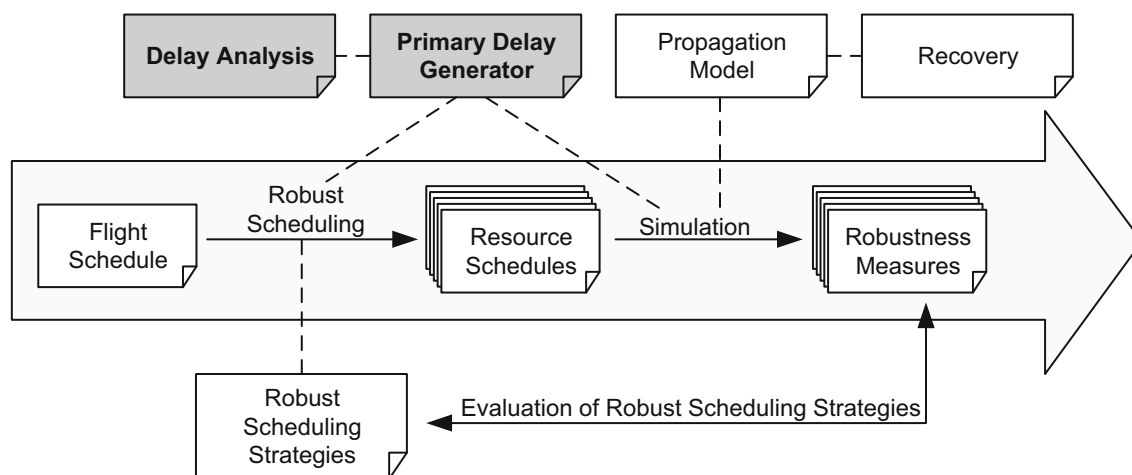 Delay Analysis
Primary Delay
Generator
Propagation
Model
Recovery
Robust
Scheduling
Flight
Schedule
Resource
Schedules
Simulation
Robustness
Measures
Robust
Scheduling
Strategies
Evaluation of Robust Scheduling Strategies